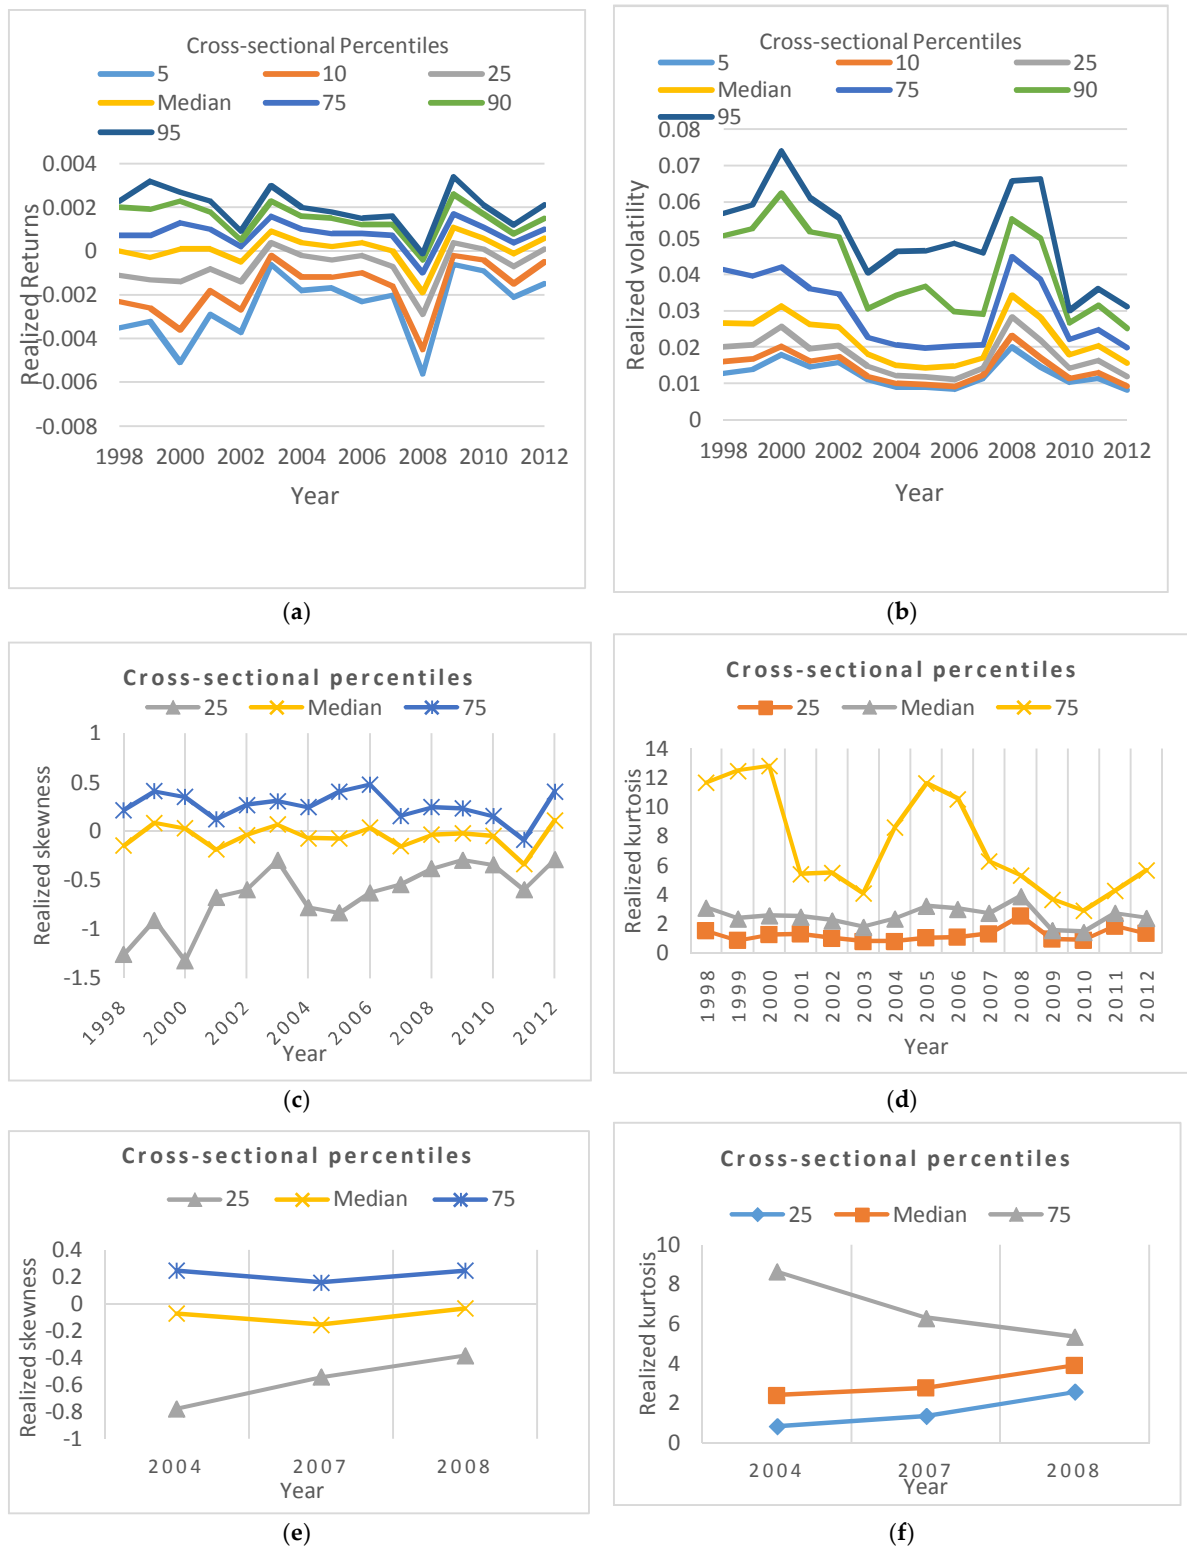 Cross-sectional Percentiles
5 10 25
Median 75 90
95
0.004
0.002
0
-0.002
-0.004
-0.006
-0.008
Realized Returns
1998 2000 2002 2004 2006 2008 2010 2012
Year
(a)
Cross-sectional Percentiles
5 10 25
Median 75 90
95
0.08
0.07
0.06
0.05
0.04
0.03
0.02
0.01
0
Realized volatility
1998 2000 2002 2004 2006 2008 2010 2012
Year
(b)
Cross-sectional percentiles
25 Median 75
1
0.5
0
-0.5
-1
-1.5
Realized skewness
1998 2000 2002 2004 2006 2008 2010 2012
Year
(c)
Cross-sectional percentiles
25 Median 75
14
12
10
8
6
4
2
0
Realized kurtosis
1998 1999 2000 2001 2002 2003 2004 2005 2006 2007 2008 2009 2010 2011 2012
Year
(d)
Cross-sectional percentiles
25 Median 75
0.4
0.2
0
-0.2
-0.4
-0.6
-0.8
-1
Realized skewness
2004 2007 2008
Year
(e)
Cross-sectional percentiles
25 Median 75
10
8
6
4
2
0
Realized kurtosis
2004 2007 2008
Year
(f)